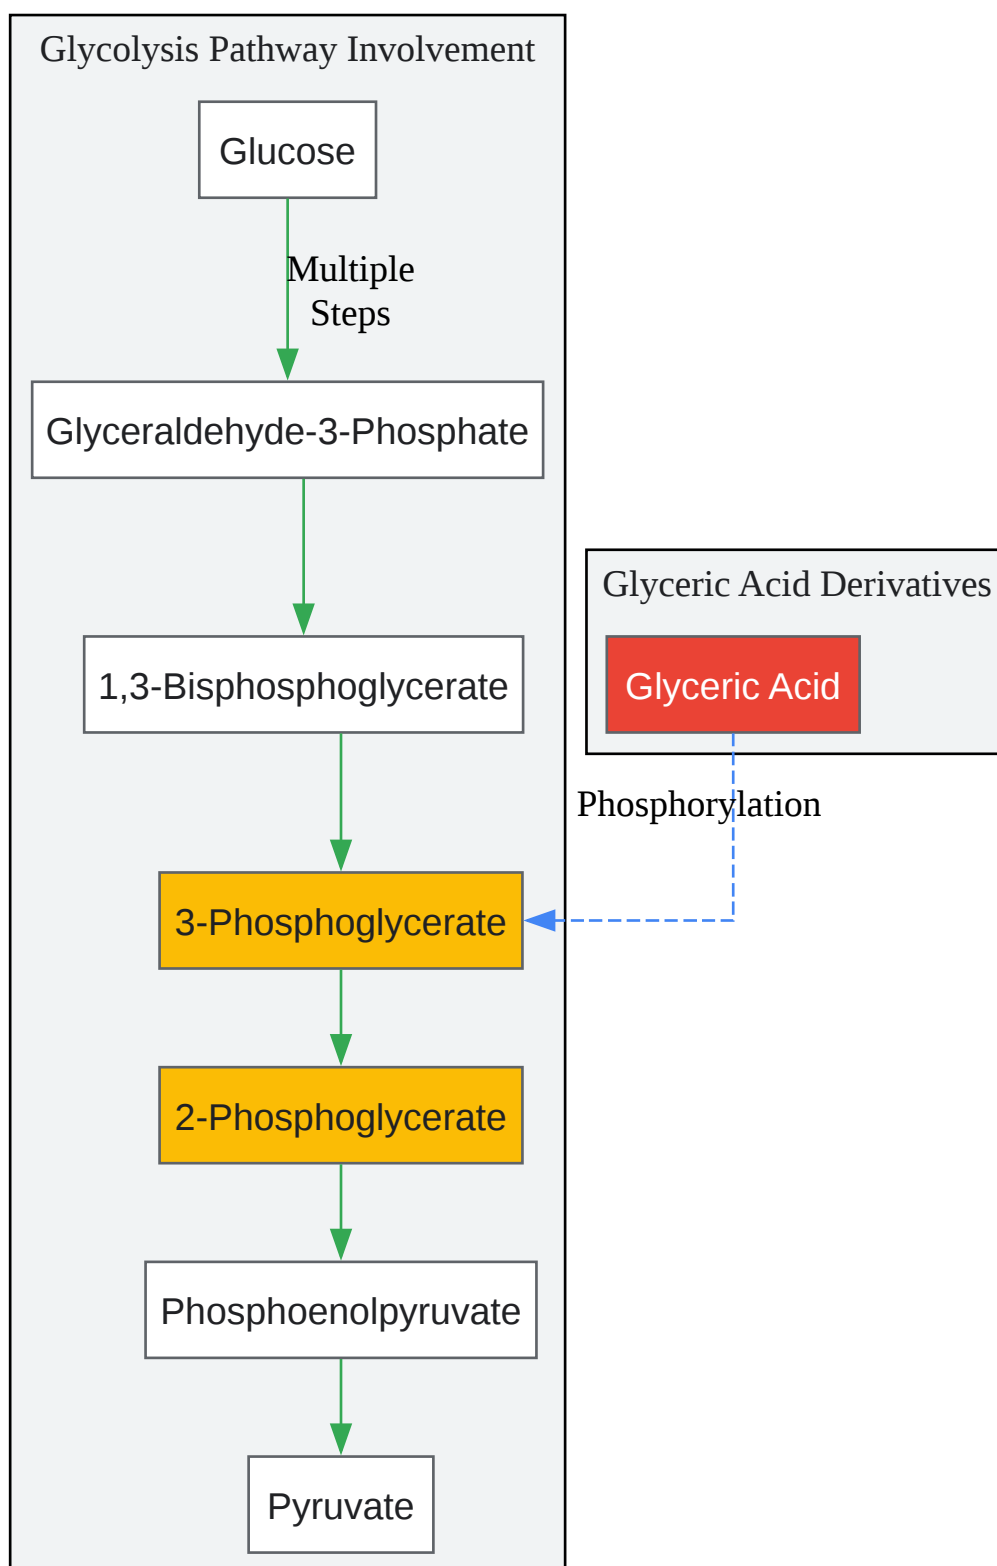 Glycolysis Pathway Involvement
Glucose
Multiple
Steps
Glyceraldehyde-3-Phosphate
Glyceric Acid Derivatives
1,3-Bisphosphoglycerate
Glyceric Acid
Phosphorylation
3-Phosphoglycerate
2-Phosphoglycerate
Phosphoenolpyruvate
Pyruvate